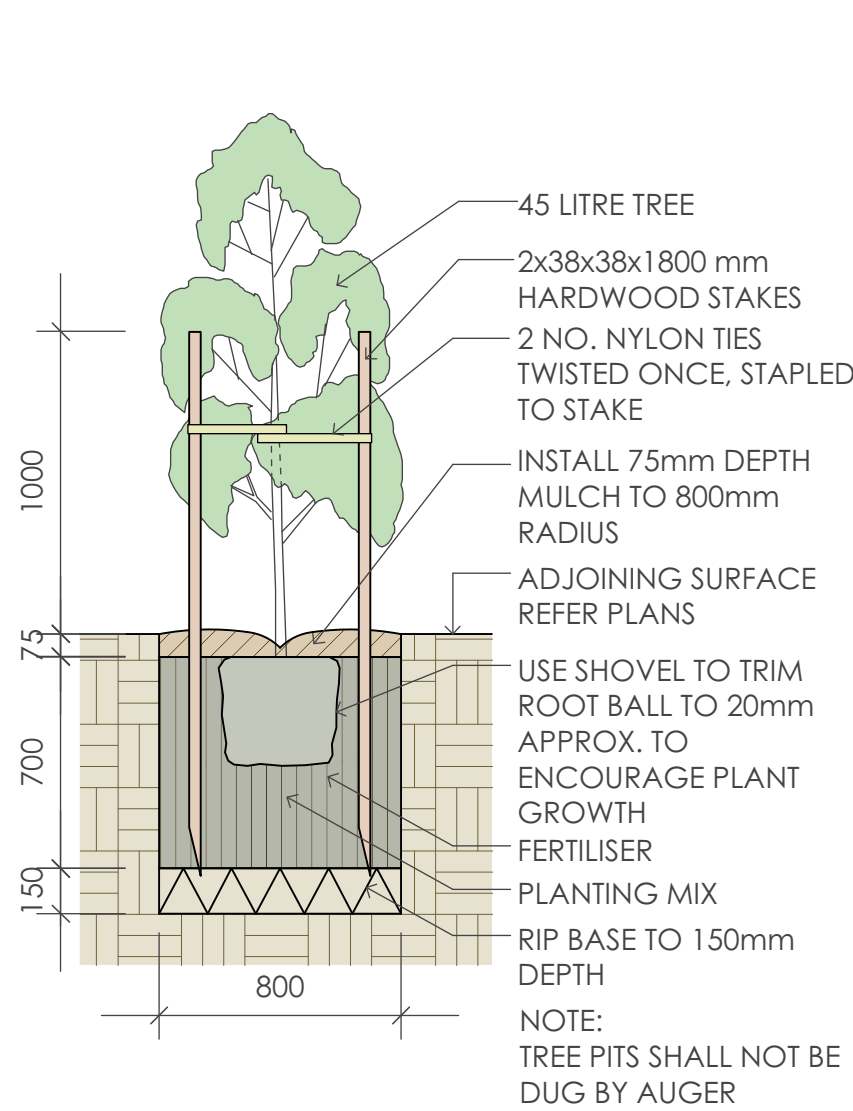 45 LITRE TREE
2x38x38x1800 mm
HARDWOOD STAKES
2 NO. NYLON TIES
TWISTED ONCE, STAPLED
TO STAKE
INSTALL 75mm DEPTH
MULCH TO 800mm
RADIUS
ADJOINING SURFACE
REFER PLANS
USE SHOVEL TO TRIM
ROOT BALL TO 20mm
APPROX. TO
ENCOURAGE PLANT
GROWTH
FERTILISER
PLANTING MIX
RIP BASE TO 150mm
DEPTH
NOTE:
TREE PITS SHALL NOT BE
DUG BY AUGER
1000
75
700
150
800